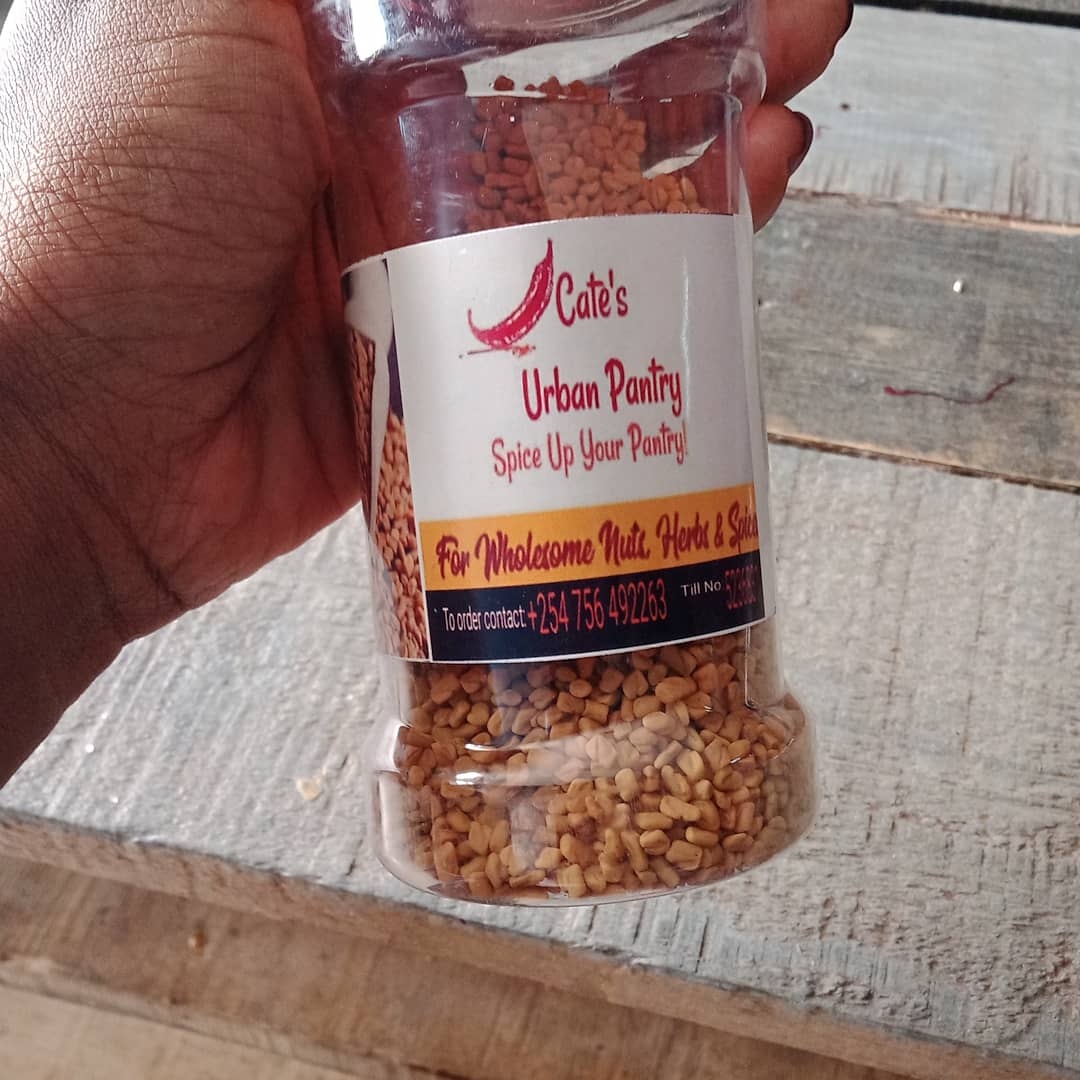 Cate's
Urban Pantry
Spice Up Your Pantry!
For Wholesome Nuts, Herbs &
To order contact: +254 756 492263 Till No